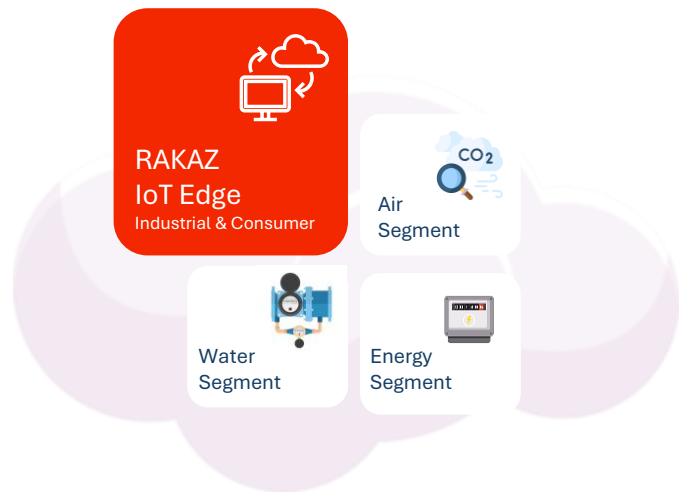 RAKAZ
IoT Edge
Industrial & Consumer
CO2
Air
Segment
Water
Segment
Energy
Segment